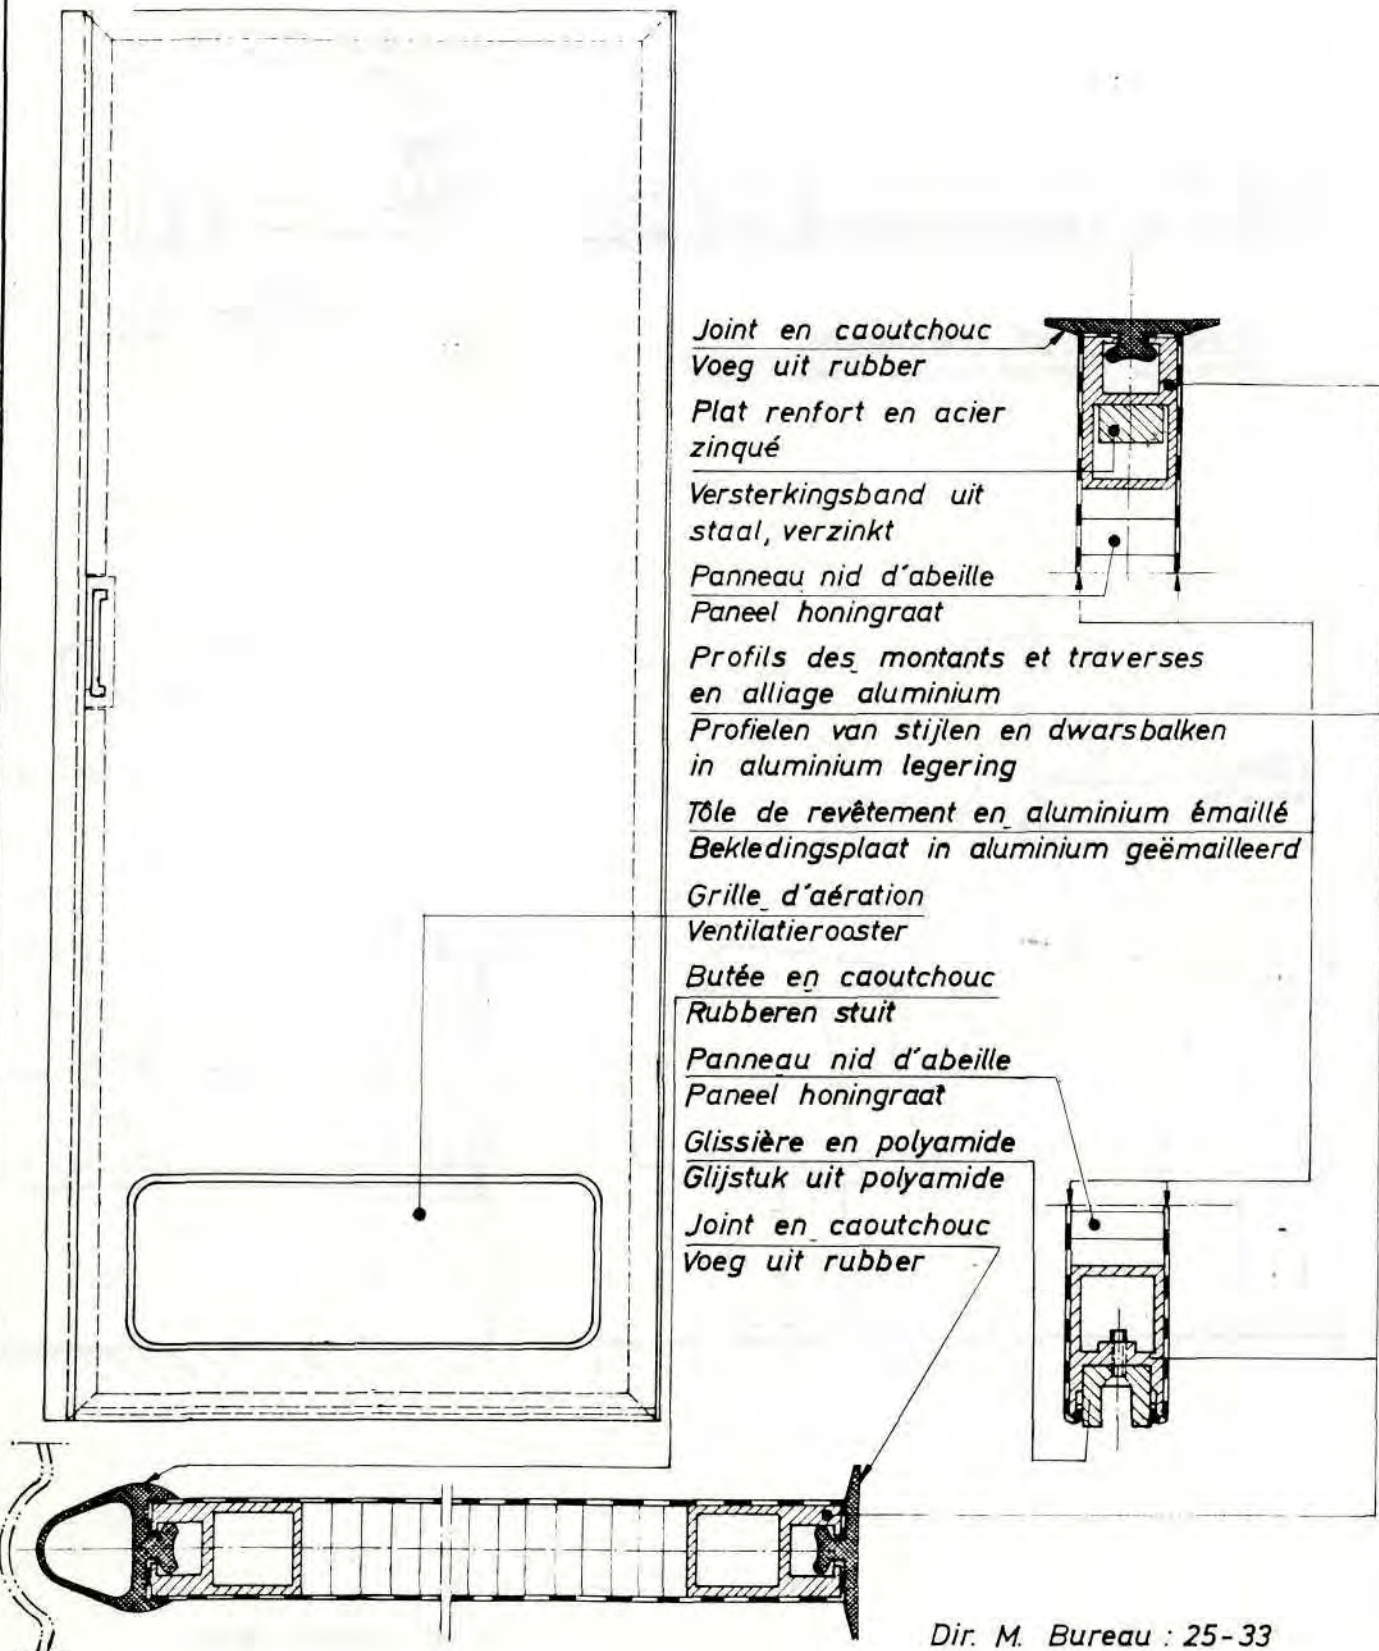 Joint en caoutchouc
Voeg uit rubber
Plat renfort en acier
zinqué
Versterkingsband uit
staal, verzinkt
Panneau nid d'abeille
Paneel honingraat
Profils des montants et traverses
en alliage aluminium
Profielen van stijlen en dwarsbalken
in aluminium legering
Tôle de revêtement en aluminium émaillé
Bekledingsplaat in aluminium geëmailleerd
Grille d'aération
Ventilatierooster
Butée en caoutchouc
Rubberen stuit
Panneau nid d'abeille
Paneel honingraat
Glissière en polyamide
Glijstuk uit polyamide
Joint en caoutchouc
Voeg uit rubber
Dir. M. Bureau : 25-33